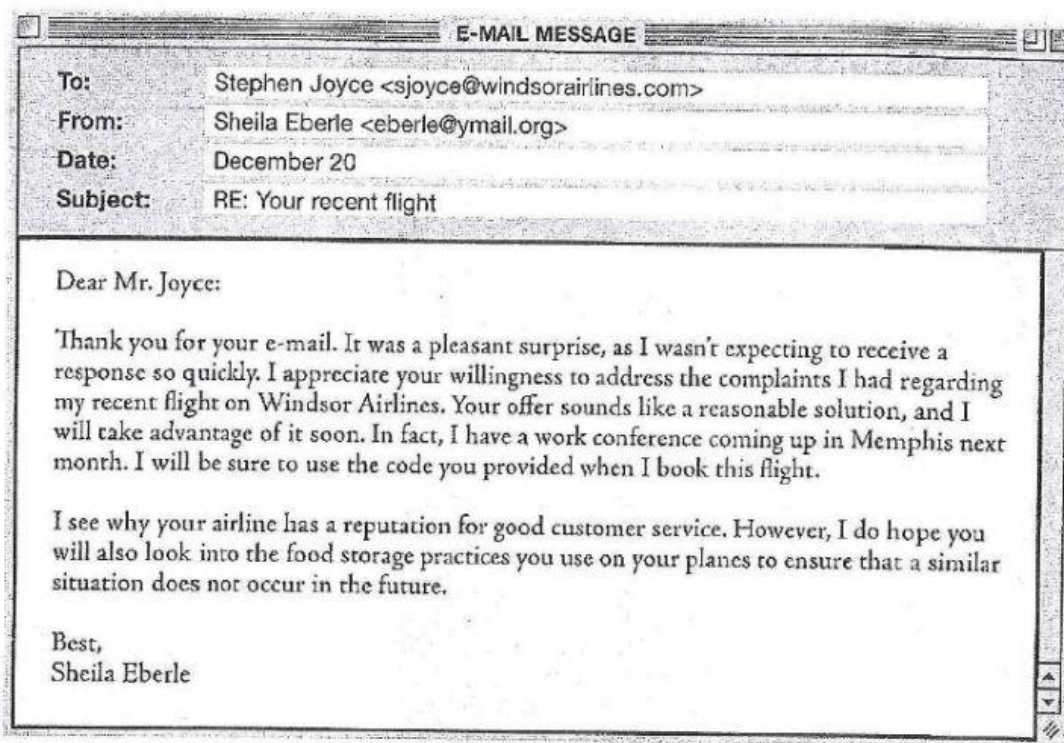 E-MAIL MESSAGE
To: Stephen Joyce <sjoyce@windsorairlines.com>
From: Sheila Eberle <eberle@ymail.org>
Date: December 20
Subject: RE: Your recent flight
Dear Mr. Joyce:
Thank you for your e-mail. It was a pleasant surprise, as I wasn't expecting to receive a
response so quickly. I appreciate your willingness to address the complaints I had regarding
my recent flight on Windsor Airlines. Your offer sounds like a reasonable solution, and I
will take advantage of it soon. In fact, I have a work conference coming up in Memphis next
month. I will be sure to use the code you provided when I book this flight.
I see why your airline has a reputation for good customer service. However, I do hope you
will also look into the food storage practices you use on your planes to ensure that a similar
situation does not occur in the future.
Best,
Sheila Eberle